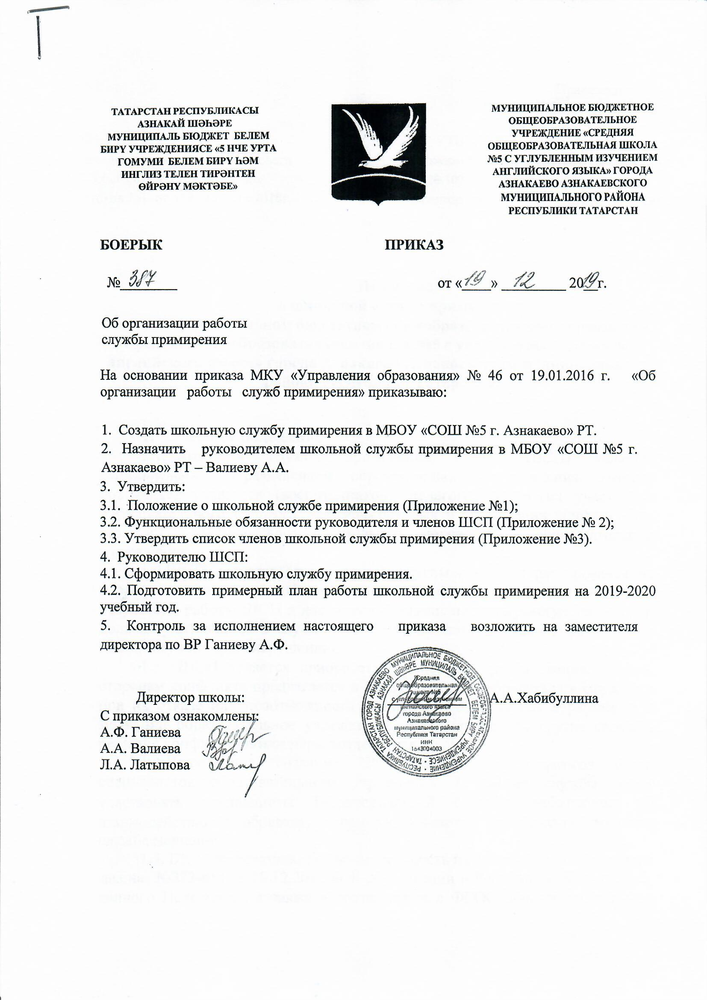 ТАТАРСТАН РЕСПУБЛИКАСЫ
АЗНАКАЙ ШӘҺӘРЕ
МУНИЦИПАЛЬ БЮДЖЕТ БЕЛЕМ
БИРҮ УЧРЕЖДЕНИЯСЕ «5 НЧЕ УРТА
ГОМУМИ БЕЛЕМ БИРҮ ҺӘМ
ИНГЛИЗ ТЕЛЕН ТИРӘНТЕН
ӨЙРӘНҮ МӘКТӘБЕ»
МУНИЦИПАЛЬНОЕ БЮДЖЕТНОЕ
ОБЩЕОБРАЗОВАТЕЛЬНОЕ
УЧРЕЖДЕНИЕ «СРЕДНЯЯ
ОБЩЕОБРАЗОВАТЕЛЬНАЯ ШКОЛА
№5 С УГЛУБЛЕННЫМ ИЗУЧЕНИЕМ
АНГЛИЙСКОГО ЯЗЫКА» ГОРОДА
АЗНАКАЕВО АЗНАКАЕВСКОГО
МУНИЦИПАЛЬНОГО РАЙОНА
РЕСПУБЛИКИ ТАТАРСТАН
БОЕРЫК ПРИКАЗ
№ 387 от «19» 12 2019г.
Об организации работы
службы примирения
На основании приказа МКУ «Управления образования» № 46 от 19.01.2016 г. «Об
организации работы служб примирения» приказываю:
1. Создать школьную службу примирения в МБОУ «СОШ №5 г. Азнакаево» РТ.
2. Назначить руководителем школьной службы примирения в МБОУ «СОШ №5 г.
Азнакаево» РТ – Валиеву А.А.
3. Утвердить:
3.1. Положение о школьной службе примирения (Приложение №1);
3.2. Функциональные обязанности руководителя и членов ШСП (Приложение № 2);
3.3. Утвердить список членов школьной службы примирения (Приложение №3).
4. Руководителю ШСП:
4.1. Сформировать школьную службу примирения.
4.2. Подготовить примерный план работы школьной службы примирения на 2019-2020
учебный год.
5. Контроль за исполнением настоящего приказа возложить на заместителя
директора по ВР Ганиеву А.Ф.
Директор школы: А.А.Хабибуллина
С приказом ознакомлены:
А.Ф. Ганиева
А.А. Валиева
Л.А. Латыпова
РЕСПУБЛИКА ТАТАРСТАН ГОРОД АЗНАКАЕВО МУНИЦИПАЛЬНОЕ БЮДЖЕТНОЕ ОБЩЕОБРАЗОВАТЕЛЬНОЕ УЧРЕЖДЕНИЕ
ТАТАРСТАН РЕСПУБЛИКАСЫ АЗНАКАЙ ШӘҺӘРЕ МУНИЦИПАЛЬ БЮДЖЕТ БЕЛЕМ БИРҮ УЧРЕЖДЕНИЕСЕ
"Средняя
общеобразовательная
школа №5
с углубленным изучением
английского языка
города Азнакаево
Азнакаевского
муниципального района
Республики Татарстан
ИНН
1643004003